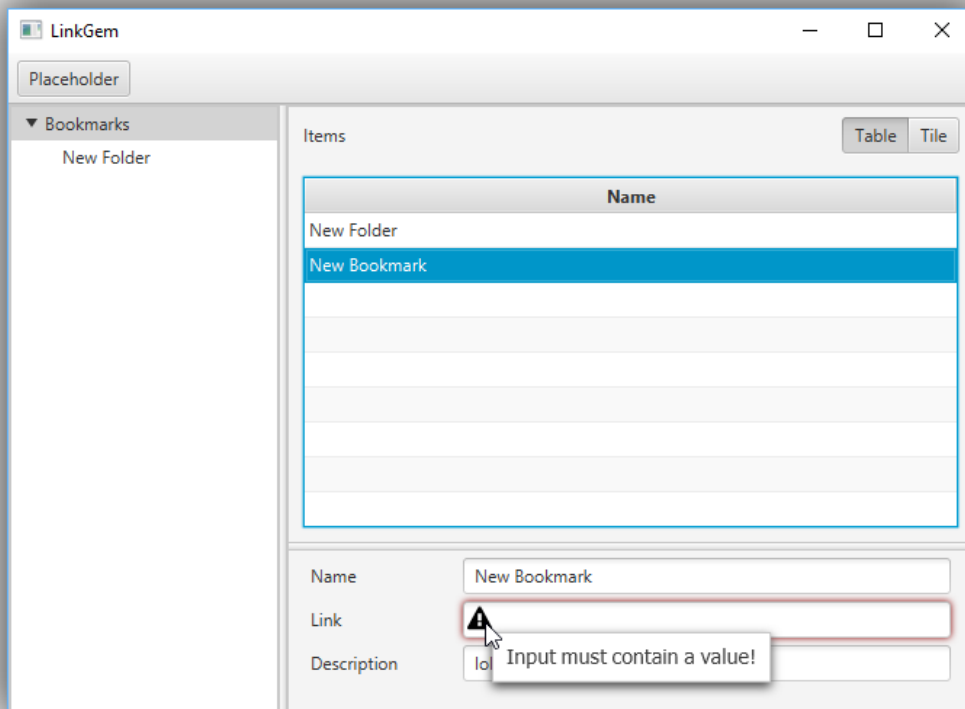 LinkGem
Placeholder
Bookmarks
New Folder
Items
Table Tile
Name
New Folder
New Bookmark
Name New Bookmark
Link
Input must contain a value!
Description